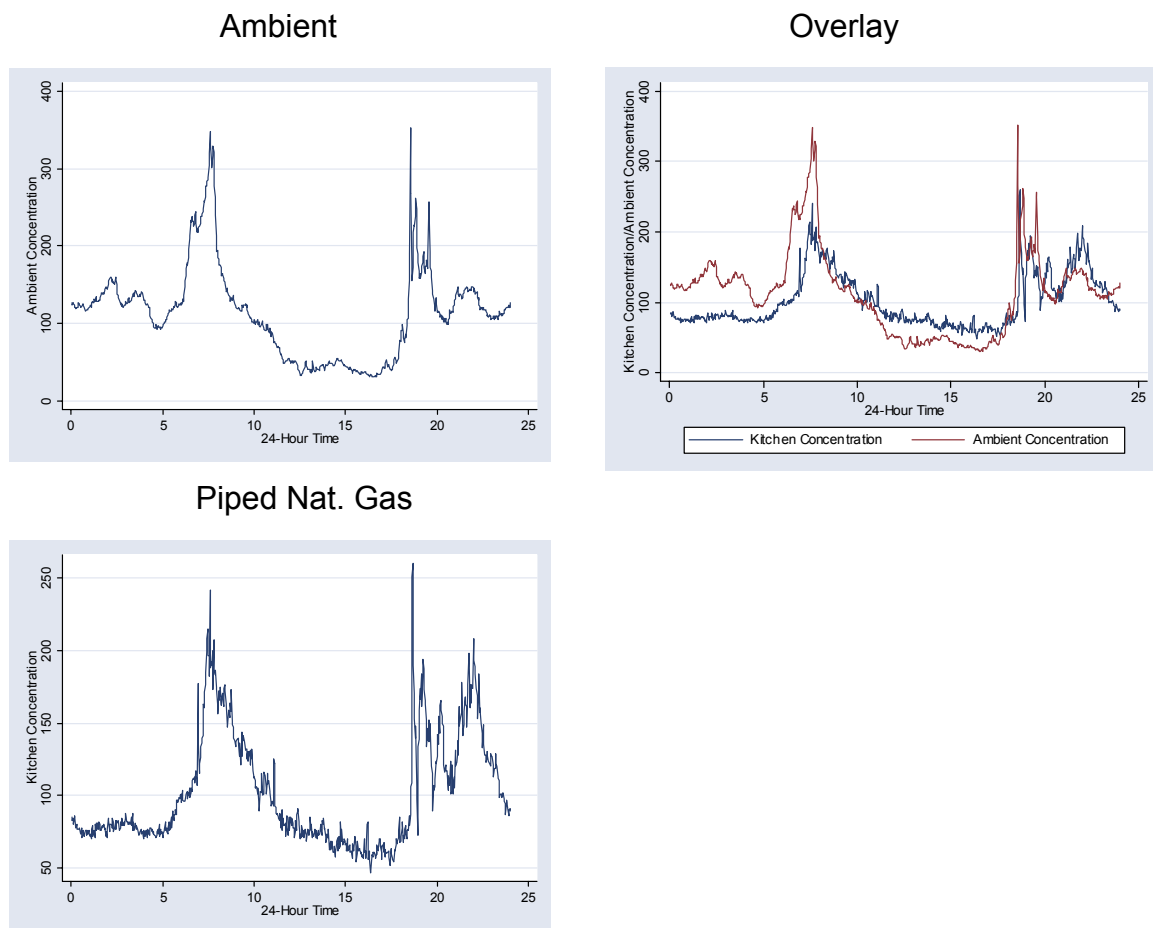 Ambient
Ambient Concentration
400
300
200
100
0
0 5 10 15 20 25
24-Hour Time
Overlay
Kitchen Concentration/Ambient Concentration
400
300
200
100
0
0 5 10 15 20 25
24-Hour Time
Kitchen Concentration Ambient Concentration
Piped Nat. Gas
Kitchen Concentration
250
200
150
100
50
0 5 10 15 20 25
24-Hour Time